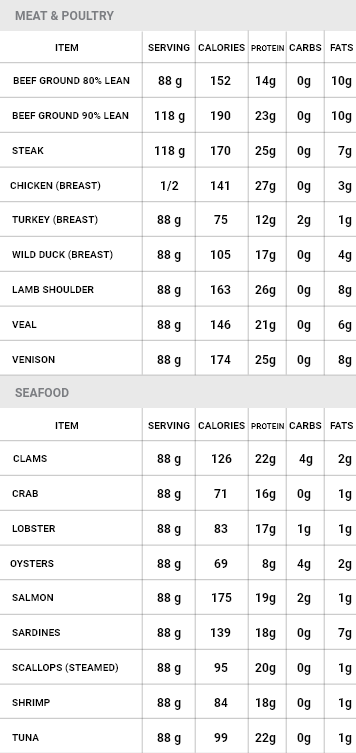 MEAT & POULTRY
ITEM SERVING CALORIES PROTEIN CARBS FATS
BEEF GROUND 80% LEAN 88 g 152 14g 0g 10g
BEEF GROUND 90% LEAN 118 g 190 23g 0g 10g
STEAK 118 g 170 25g 0g 7g
CHICKEN (BREAST) 1/2 141 27g 0g 3g
TURKEY (BREAST) 88 g 75 12g 2g 1g
WILD DUCK (BREAST) 88 g 105 17g 0g 4g
LAMB SHOULDER 88 g 163 26g 0g 8g
VEAL 88 g 146 21g 0g 6g
VENISON 88 g 174 25g 0g 8g
SEAFOOD
ITEM SERVING CALORIES PROTEIN CARBS FATS
CLAMS 88 g 126 22g 4g 2g
CRAB 88 g 71 16g 0g 1g
LOBSTER 88 g 83 17g 1g 1g
OYSTERS 88 g 69 8g 4g 2g
SALMON 88 g 175 19g 2g 1g
SARDINES 88 g 139 18g 0g 7g
SCALLOPS (STEAMED) 88 g 95 20g 0g 1g
SHRIMP 88 g 84 18g 0g 1g
TUNA 88 g 99 22g 0g 1g